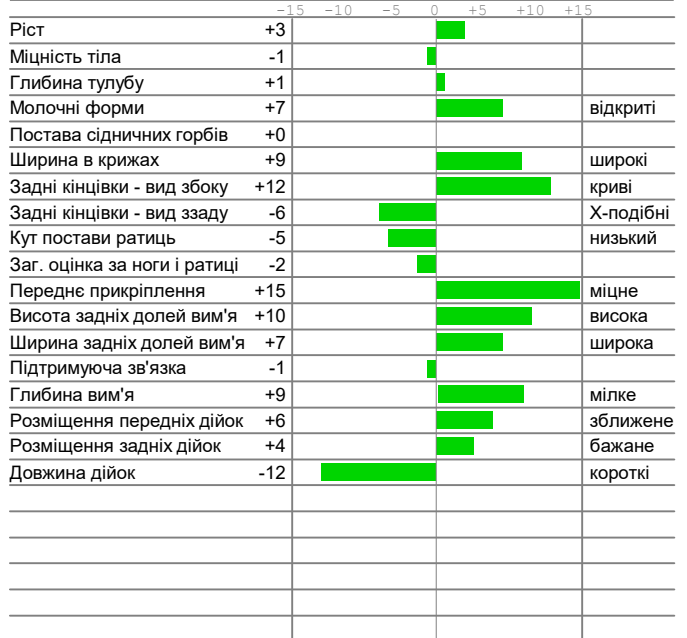 -15 -10 -5 0 +5 +10 +15
Ріст +3
Міцність тіла -1
Глибина тулубу +1
Молочні форми +7 відкриті
Постава сідничних горбів +0
Ширина в крижах +9 широкі
Задні кінцівки - вид збоку +12 криві
Задні кінцівки - вид ззаду -6 Х-подібні
Кут постави ратиць -5 низький
Заг. оцінка за ноги і ратиці -2
Переднє прикріплення +15 міцне
Висота задніх долей вим'я +10 висока
Ширина задніх долей вим'я +7 широка
Підтримуюча зв'язка -1
Глибина вим'я +9 мілке
Розміщення передніх дійок +6 зближене
Розміщення задніх дійок +4 бажане
Довжина дійок -12 короткі